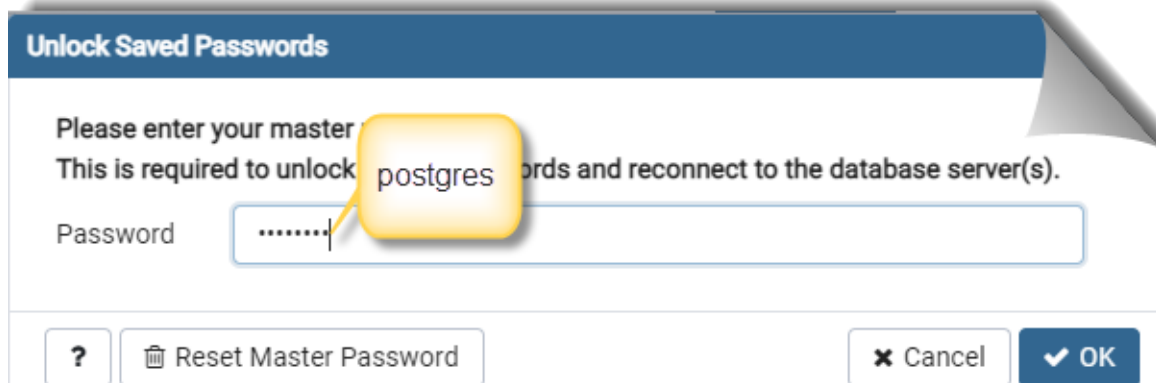 Unlock Saved Passwords
Please enter your master
This is required to unlock ords and reconnect to the database server(s).
postgres
Password ••••••••
? Reset Master Password Cancel OK